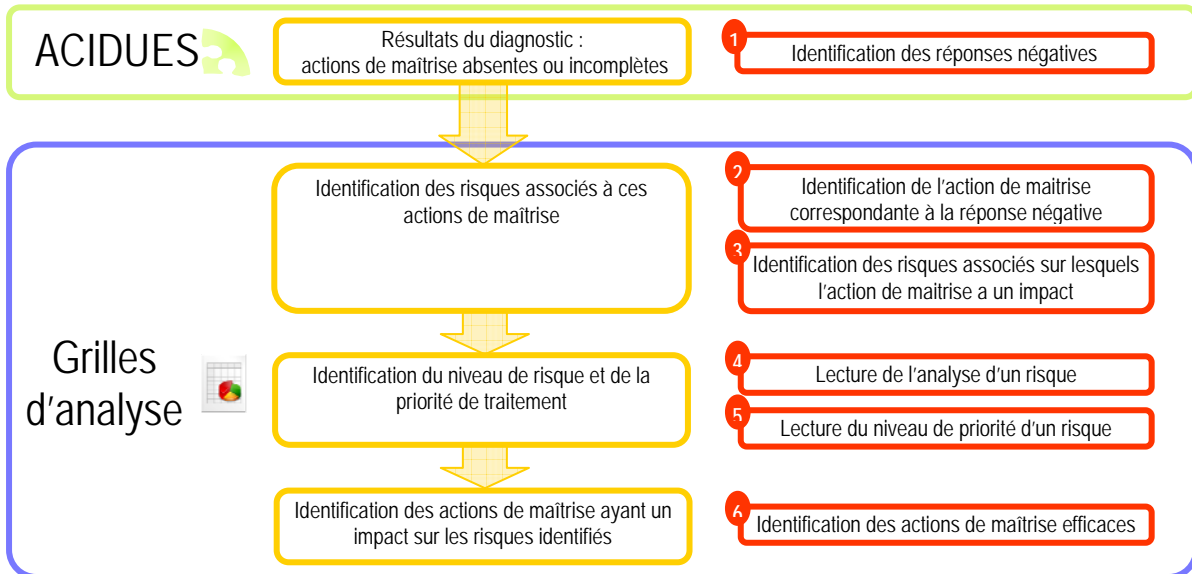 ACIDUES
Résultats du diagnostic :
actions de maîtrise absentes ou incomplètes
1
Identification des réponses négatives
Grilles
d'analyse
Identification des risques associés à ces
actions de maîtrise
2
Identification de l'action de maitrise
correspondante à la réponse négative
3
Identification des risques associés sur lesquels
l'action de maitrise a un impact
Identification du niveau de risque et de la
priorité de traitement
4
Lecture de l'analyse d'un risque
5
Lecture du niveau de priorité d'un risque
Identification des actions de maîtrise ayant un
impact sur les risques identifiés
6
Identification des actions de maîtrise efficaces